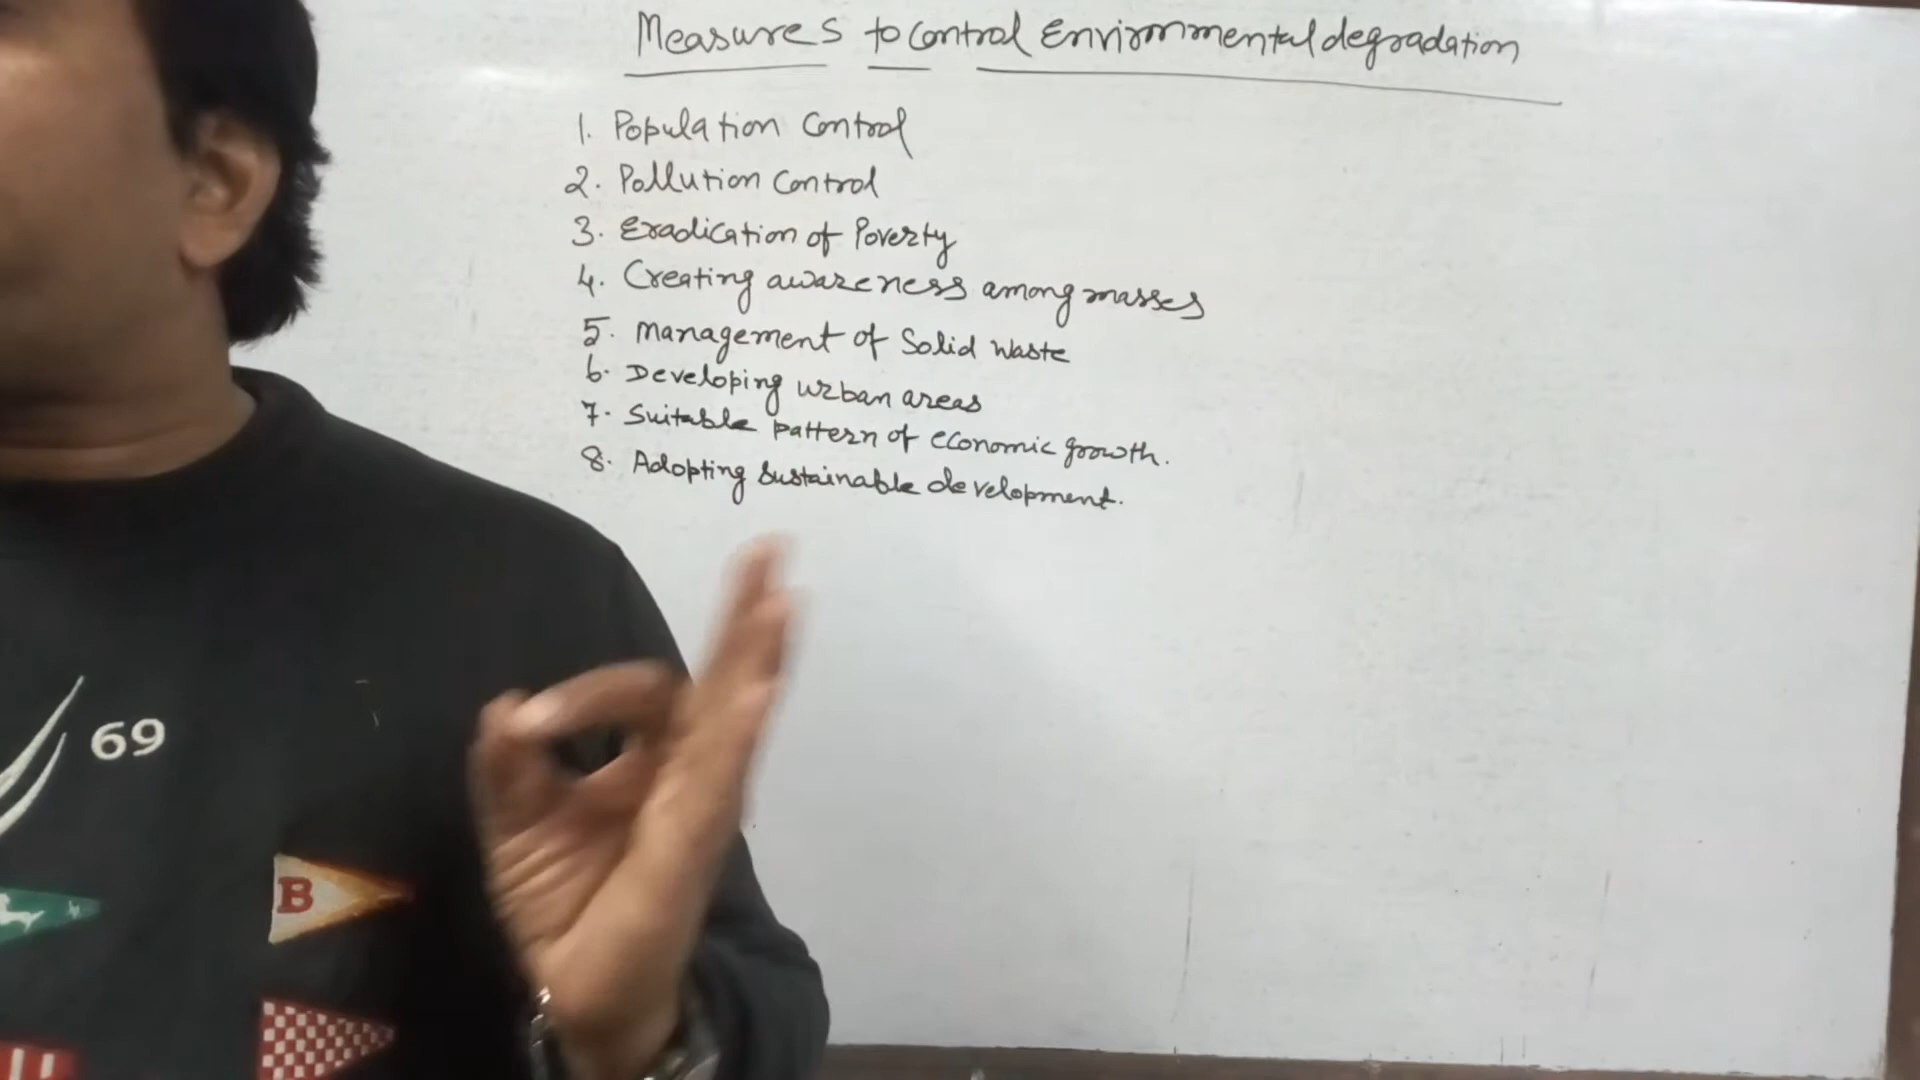 Measures to control Environmental degradation
1. Population control
2. Pollution control
3. Eradication of Poverty
4. Creating awareness among masses
5. Management of Solid Waste
6. Developing urban areas
7. Suitable pattern of economic growth.
8. Adopting sustainable development.
69
B